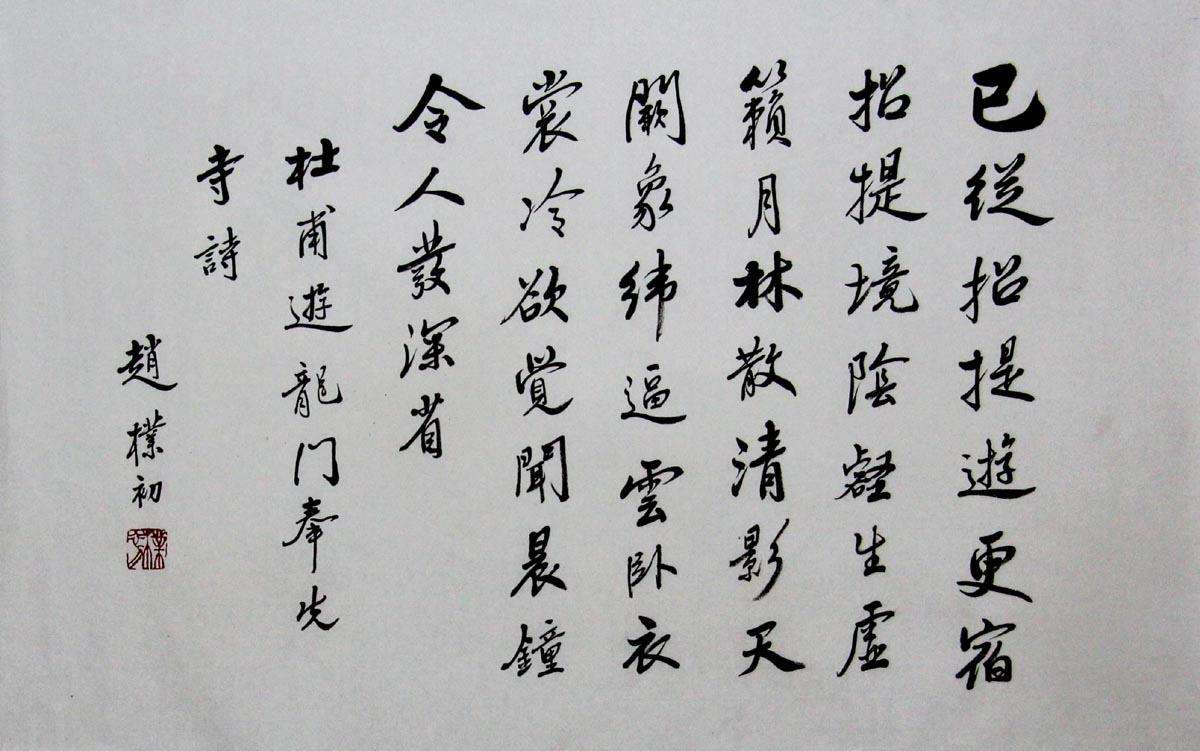 已從招提遊更宿
招提境陰壑生虛
籟月林散清影天
闕象緯逼雲卧衣
裳冷欲覺聞晨鐘
令人發深省
杜甫遊龍门奉先
寺詩
趙樸初